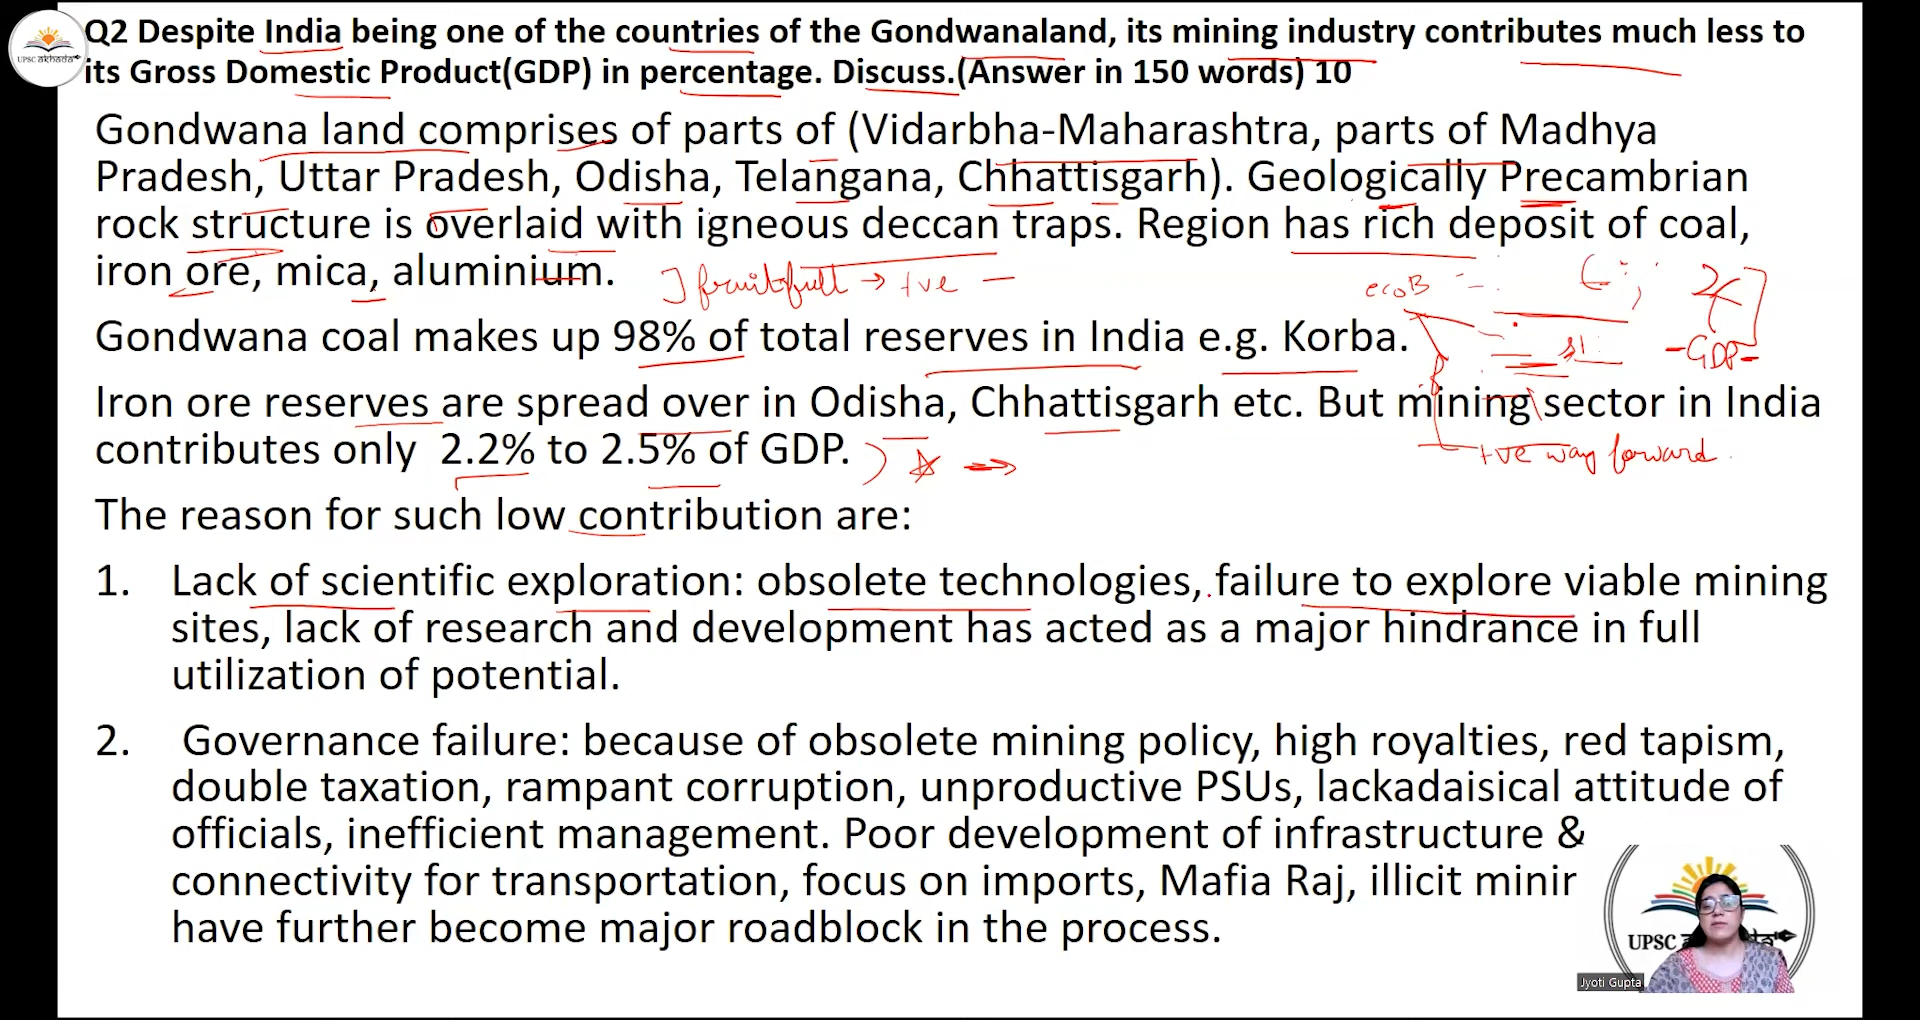 Q2 Despite India being one of the countries of the Gondwanaland, its mining industry contributes much less to
its Gross Domestic Product(GDP) in percentage. Discuss.(Answer in 150 words) 10
UPSC akhada
Gondwana land comprises of parts of (Vidarbha-Maharashtra, parts of Madhya
Pradesh, Uttar Pradesh, Odisha, Telangana, Chhattisgarh). Geologically Precambrian
rock structure is overlaid with igneous deccan traps. Region has rich deposit of coal,
iron ore, mica, aluminium.
fruitfull → +ve —
ecoB
Gondwana coal makes up 98% of total reserves in India e.g. Korba.
-GDP-
Iron ore reserves are spread over in Odisha, Chhattisgarh etc. But mining sector in India
contributes only 2.2% to 2.5% of GDP.
+ve way forward
The reason for such low contribution are:
1. Lack of scientific exploration: obsolete technologies, failure to explore viable mining
sites, lack of research and development has acted as a major hindrance in full
utilization of potential.
2. Governance failure: because of obsolete mining policy, high royalties, red tapism,
double taxation, rampant corruption, unproductive PSUs, lackadaisical attitude of
officials, inefficient management. Poor development of infrastructure &
connectivity for transportation, focus on imports, Mafia Raj, illicit minin
have further become major roadblock in the process.
UPSC
Jyoti Gupta